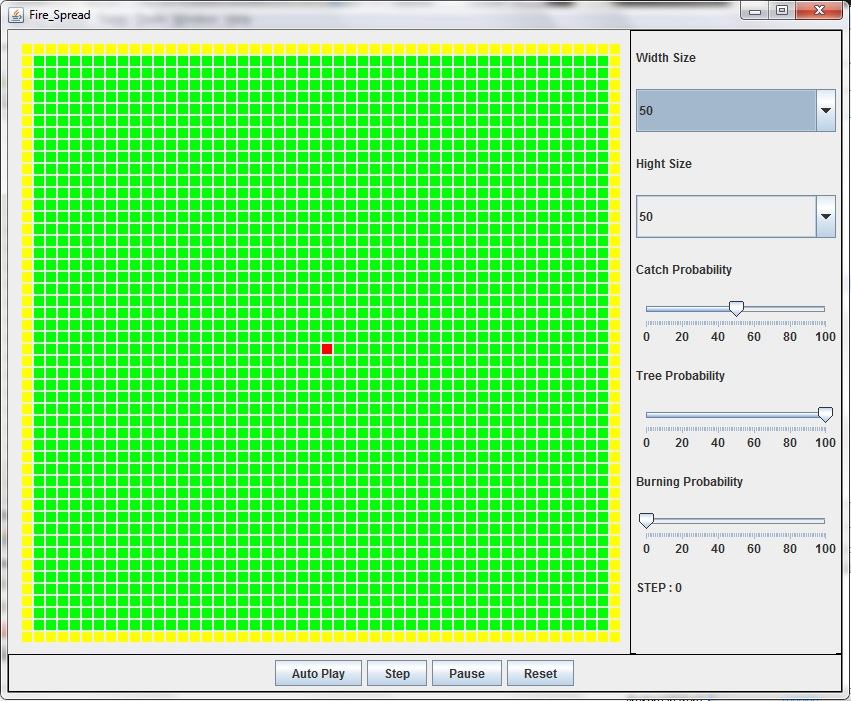 Fire_Spread
Width Size
50
Hight Size
50
Catch Probability
0 20 40 60 80 100
Tree Probability
0 20 40 60 80 100
Burning Probability
0 20 40 60 80 100
STEP : 0
Auto Play Step Pause Reset